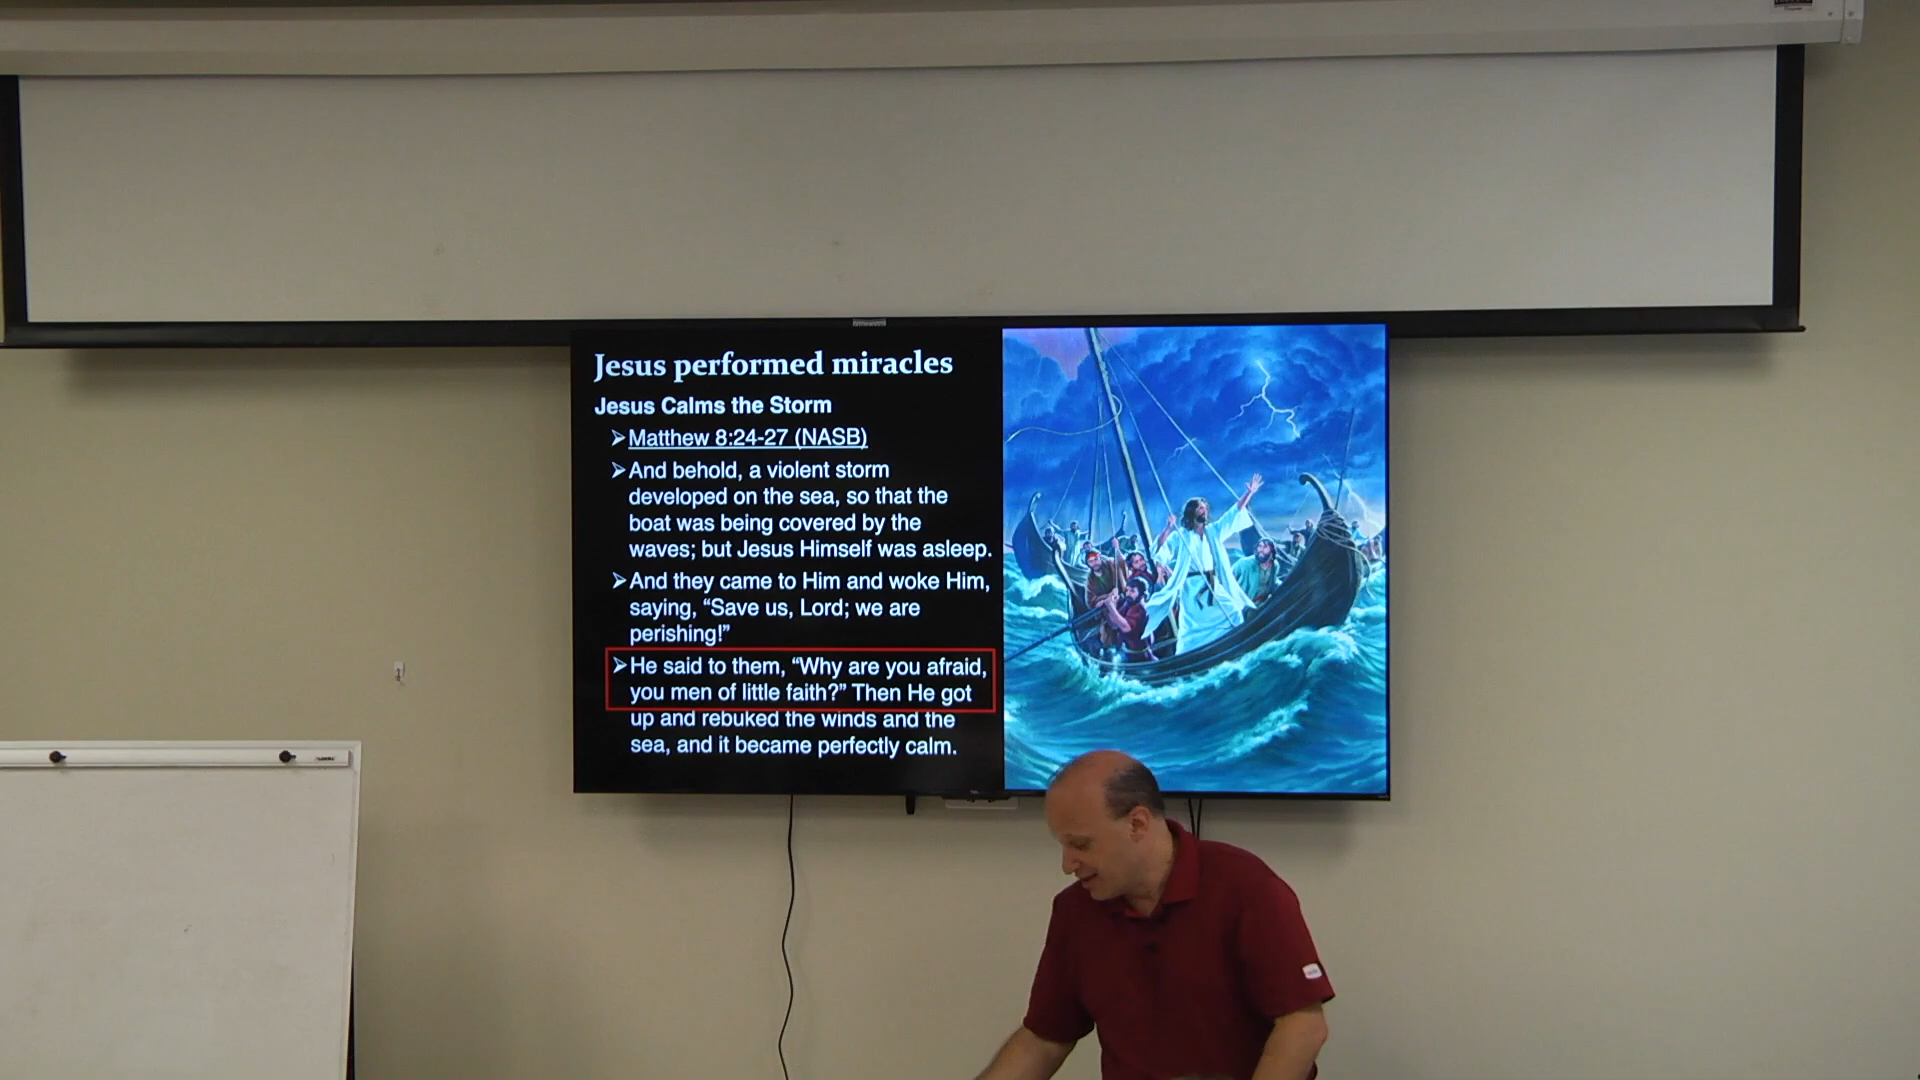 Jesus performed miracles
Jesus Calms the Storm
➢Matthew 8:24-27 (NASB)
➢And behold, a violent storm
developed on the sea, so that the
boat was being covered by the
waves; but Jesus Himself was asleep.
➢And they came to Him and woke Him,
saying, “Save us, Lord; we are
perishing!”
➢He said to them, “Why are you afraid,
you men of little faith?” Then He got
up and rebuked the winds and the
sea, and it became perfectly calm.